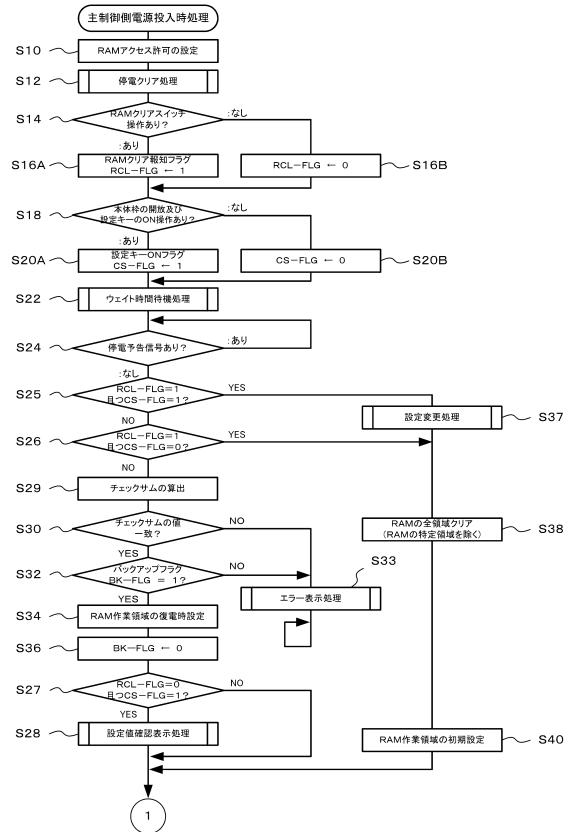 主制御側電源投入時処理
S10
RAMアクセス許可の設定
S12
停電クリア処理
S14
RAMクリアスイッチ
操作あり?
:なし
:あり
S16A
RAMクリア報知フラグ
RCL-FLG ← 1
RCL-FLG ← 0
S16B
S18
本体枠の開放及び
設定キーのON操作あり?
:なし
:あり
S20A
設定キーONフラグ
CS-FLG ← 1
CS-FLG ← 0
S20B
S22
ウェイト時間待機処理
S24
停電予告信号あり?
:あり
:なし
S25
RCL-FLG=1
且つCS-FLG=1?
YES
NO
設定変更処理
S37
S26
RCL-FLG=1
且つCS-FLG=0?
YES
NO
S29
チェックサムの算出
S30
チェックサムの値
一致?
NO
YES
RAMの全領域クリア
(RAMの特定領域を除く)
S38
S32
バックアップフラグ
BK-FLG = 1?
NO
YES
S33
エラー表示処理
S34
RAM作業領域の復電時設定
S36
BK-FLG ← 0
S27
RCL-FLG=0
且つCS-FLG=1?
NO
YES
S28
設定値確認表示処理
RAM作業領域の初期設定
S40
1